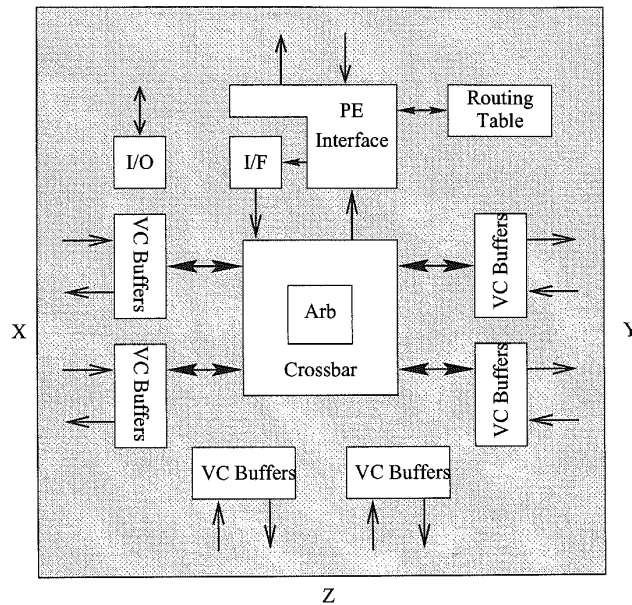 PE
Interface
Routing
Table
I/O
I/F
VC Buffers
VC Buffers
Arb
X
Y
VC Buffers
Crossbar
VC Buffers
VC Buffers
VC Buffers
Z